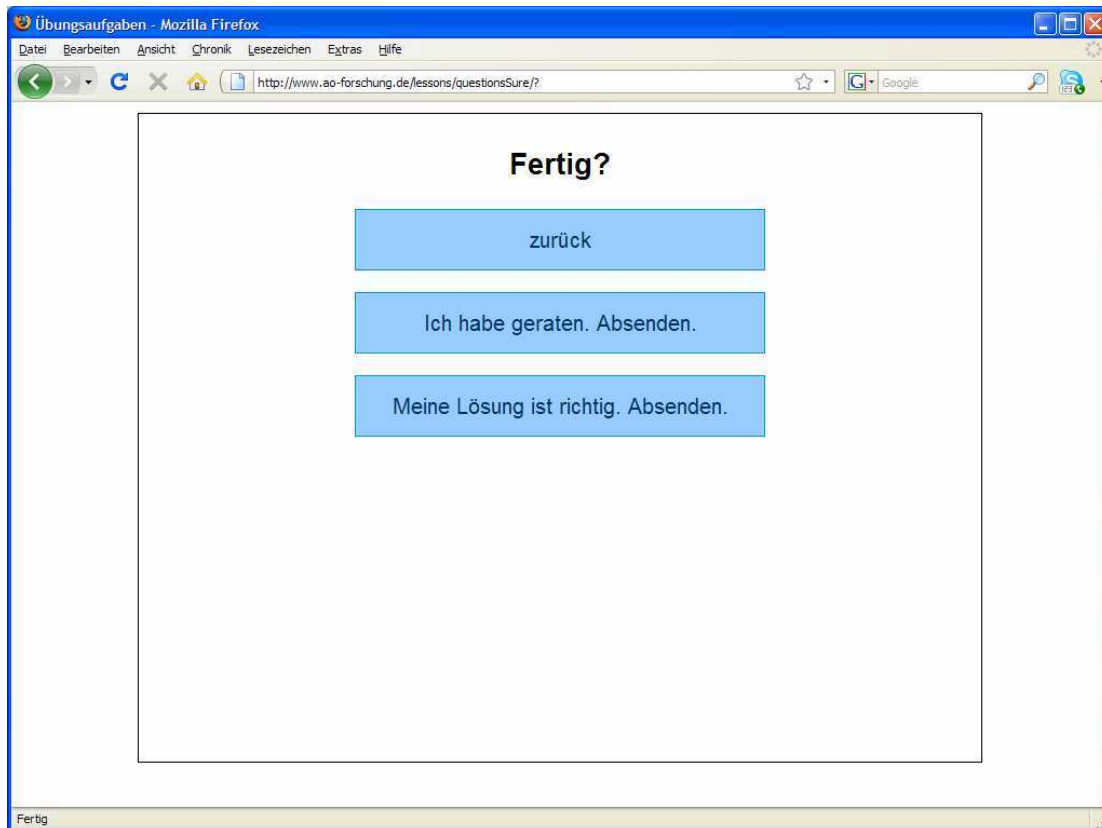 Übungsaufgaben - Mozilla Firefox
Datei Bearbeiten Ansicht Chronik Lesezeichen Extras Hilfe
http://www.ao-forschung.de/lessons/questionsSure/?
G Google
123
Fertig?
zurück
Ich habe geraten. Absenden.
Meine Lösung ist richtig. Absenden.
Fertig